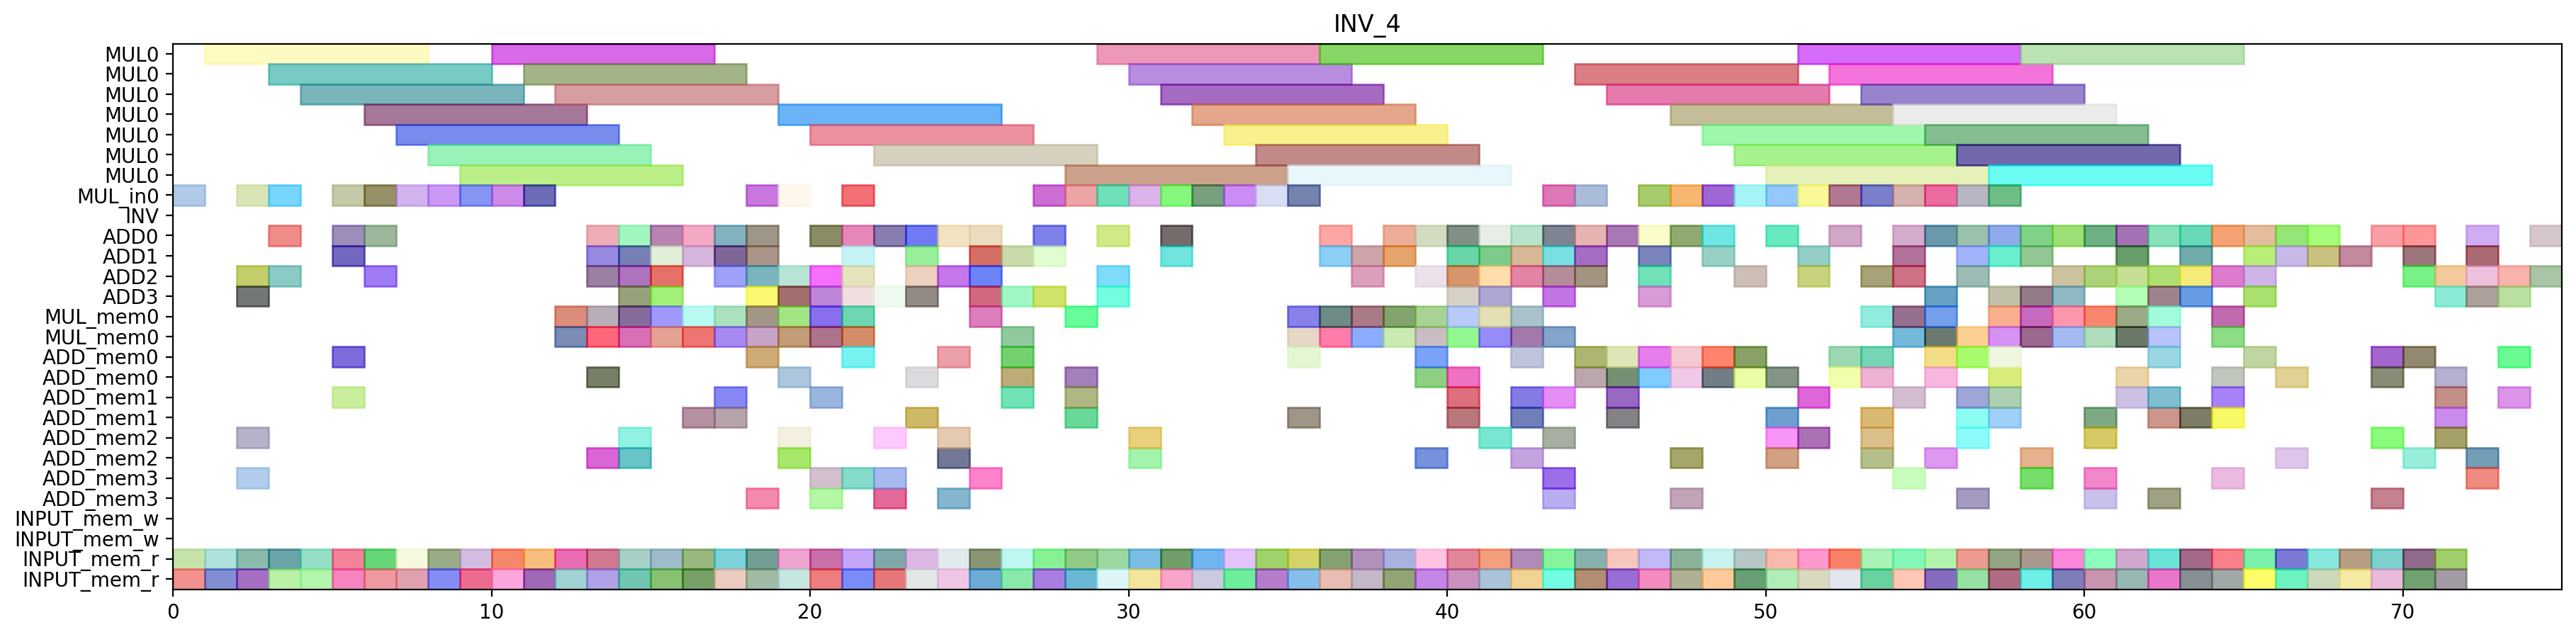 INV_4
MUL0
MUL0
MUL0
MUL0
MUL0
MUL0
MUL0
MUL_in0
INV
ADD0
ADD1
ADD2
ADD3
MUL_mem0
MUL_mem0
ADD_mem0
ADD_mem0
ADD_mem1
ADD_mem1
ADD_mem2
ADD_mem2
ADD_mem3
ADD_mem3
INPUT_mem_w
INPUT_mem_w
INPUT_mem_r
INPUT_mem_r
0 10 20 30 40 50 60 70